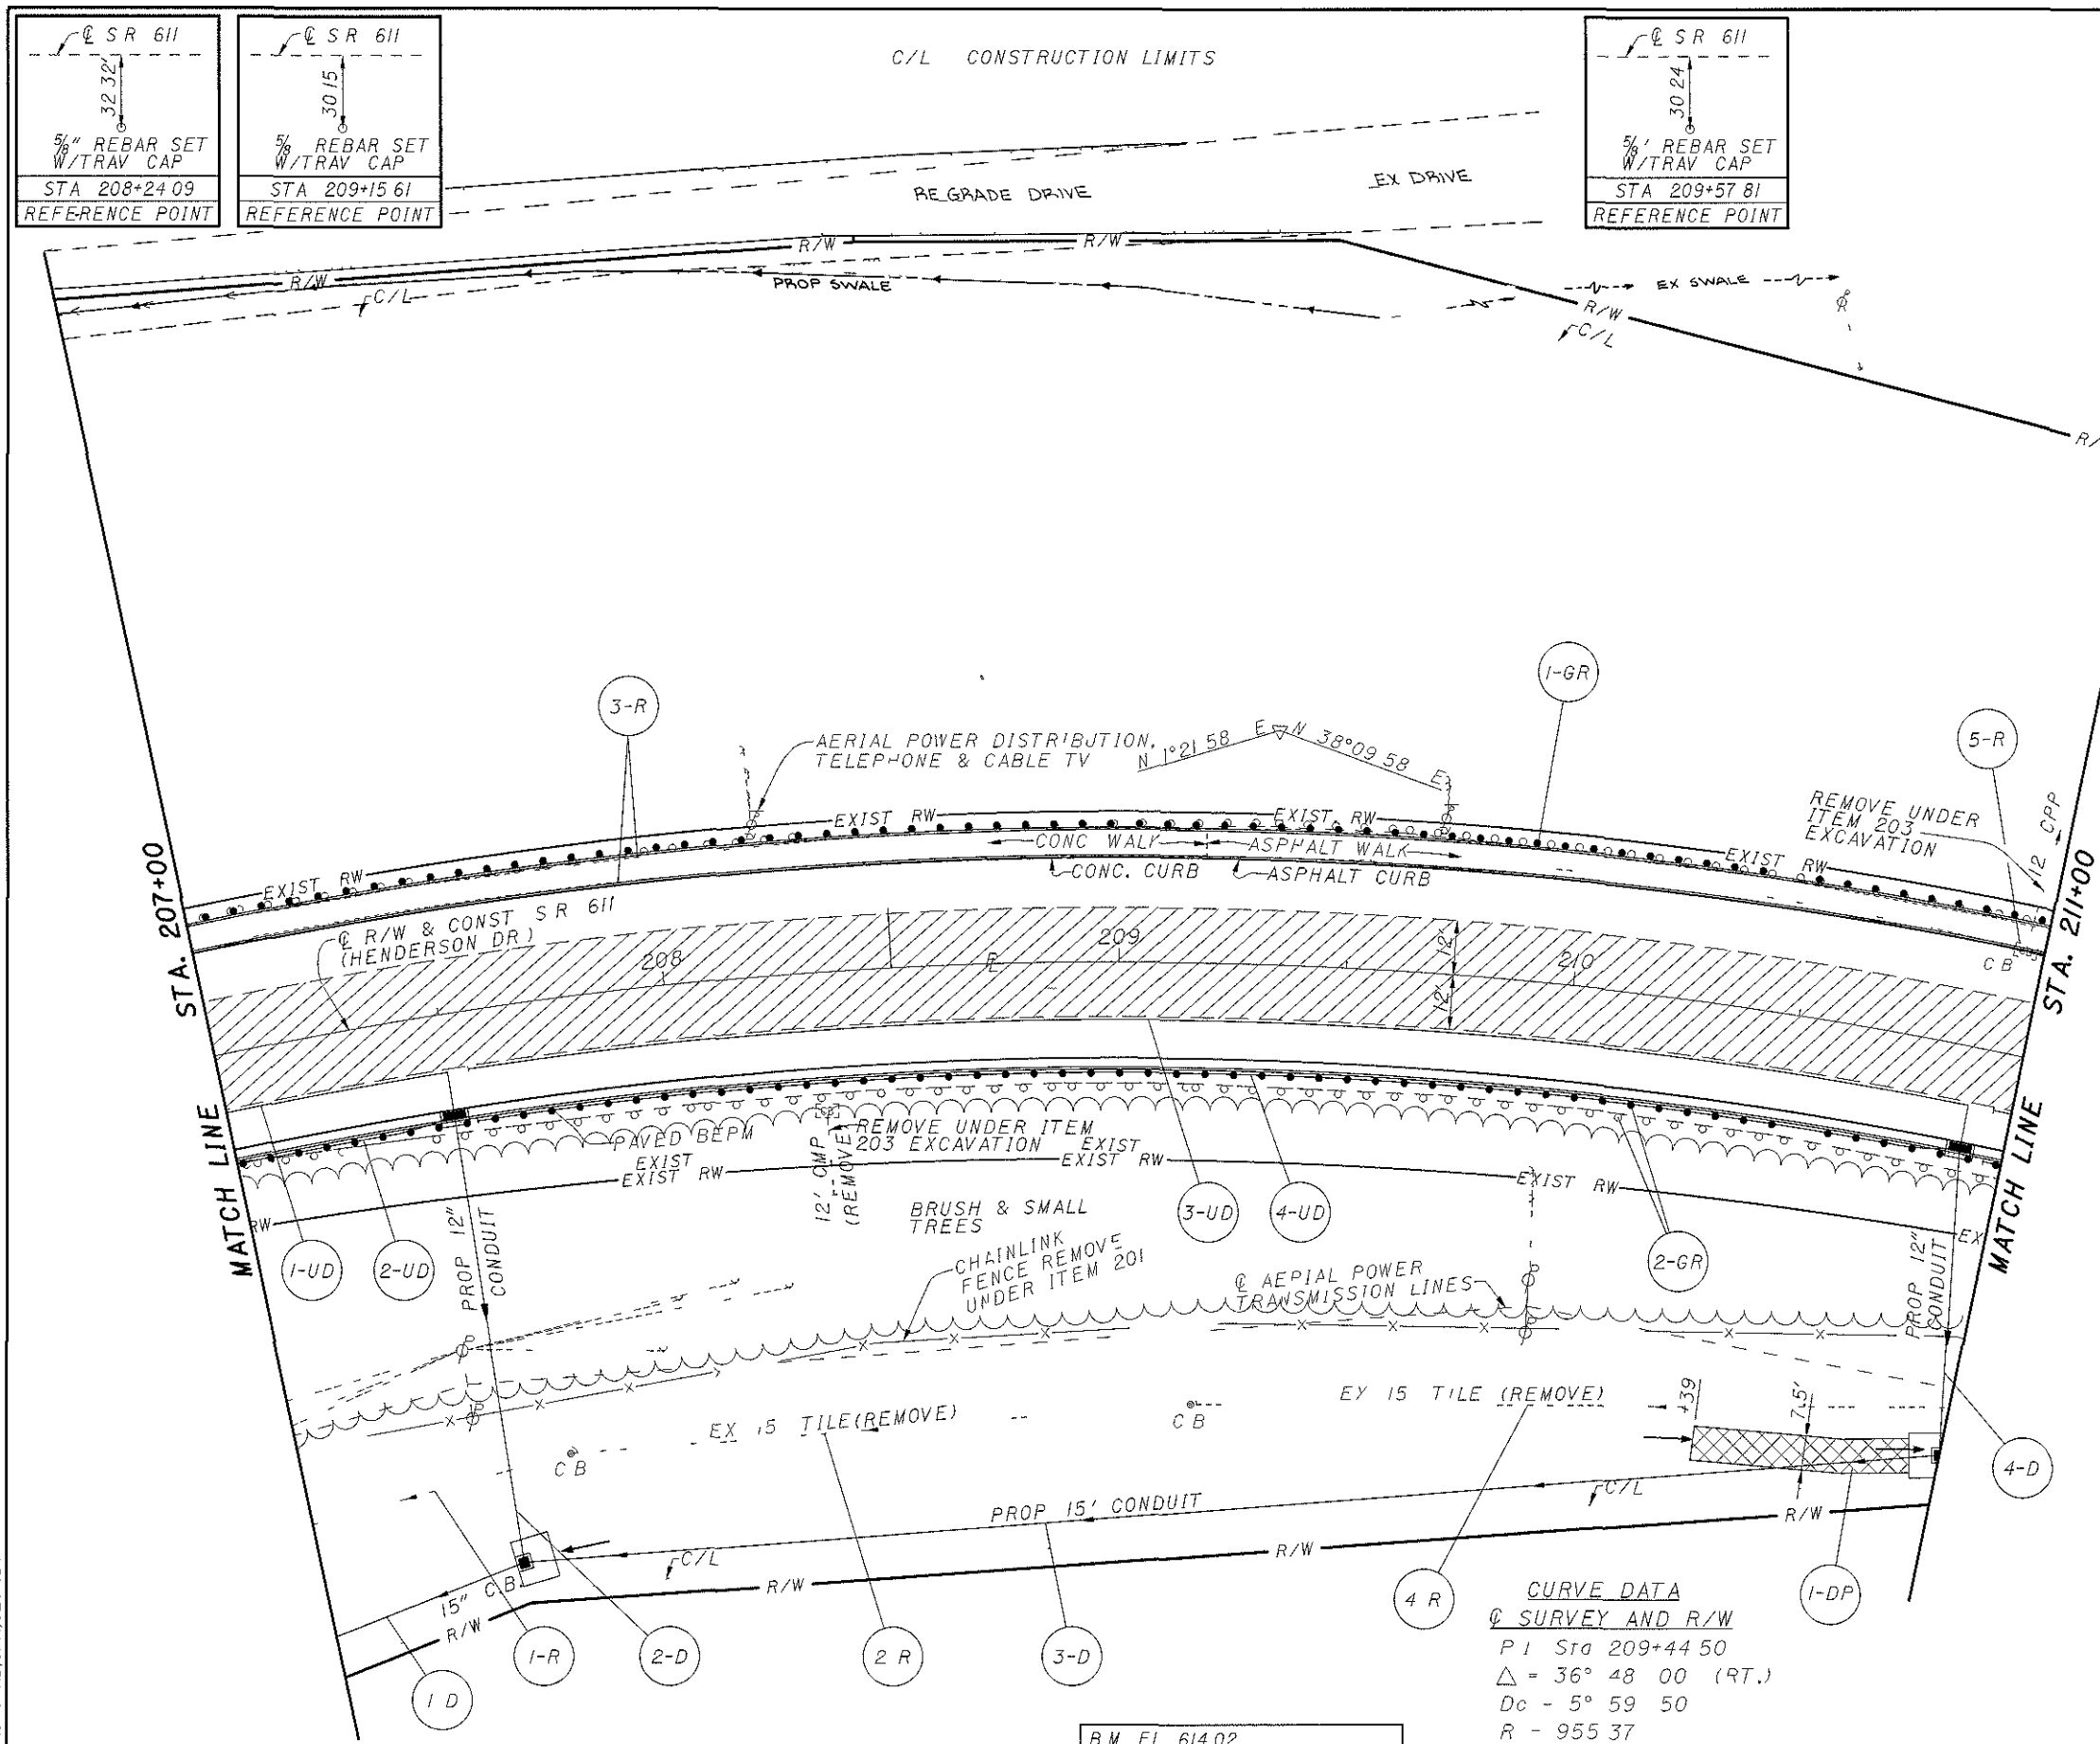 ℄ S R 611
32 32'
5/8" REBAR SET
W/TRAV CAP
STA 208+24 09
REFERENCE POINT
℄ S R 611
30 15
5/8 REBAR SET
W/TRAV CAP
STA 209+15 61
REFERENCE POINT
C/L CONSTRUCTION LIMITS
℄ S R 611
30 24
5/8' REBAR SET
W/TRAV CAP
STA 209+57 81
REFERENCE POINT
RE GRADE DRIVE
EX DRIVE
R/W
R/W
R/W
C/L
PROP SWALE
EX SWALE
R/W
C/L
R/
3-R
1-GR
5-R
AERIAL POWER DISTRIBUTION,
TELEPHONE & CABLE TV
N 1°21 58 E
N 38°09 58 E
REMOVE UNDER
ITEM 203
EXCAVATION
12 CPP
EXIST RW
EXIST RW
EXIST. RW
EXIST RW
CONC WALK
ASPHALT WALK
CONC. CURB
ASPHALT CURB
STA. 207+00
MATCH LINE
STA. 211+00
MATCH LINE
℄ R/W & CONST S R 611
(HENDERSON DR)
208
209
210
℄
12'
12'
C B
PAVED BERM
REMOVE UNDER ITEM
203 EXCAVATION
EXIST
EXIST
EXIST RW
EXIST RW
EXIST RW
RW
EX
12' CMP
(REMOVE)
BRUSH & SMALL
TREES
1-UD
2-UD
3-UD
4-UD
2-GR
PROP 12"
CONDUIT
PROP 12"
CONDUIT
CHAINLINK
FENCE REMOVE
UNDER ITEM 201
℄ AERIAL POWER
TRANSMISSION LINES
EX 15 TILE (REMOVE)
EX 15 TILE (REMOVE)
C B
C B
+39
7.5'
4-D
PROP 15' CONDUIT
C/L
R/W
R/W
C/L
R/W
15"
C.B.
R/W
1 D
1-R
2-D
2 R
3-D
4 R
1-DP
CURVE DATA
℄ SURVEY AND R/W
P I Sta 209+44 50
△ = 36° 48 00 (RT.)
Dc - 5° 59 50
R - 955 37
B M EL 614 02